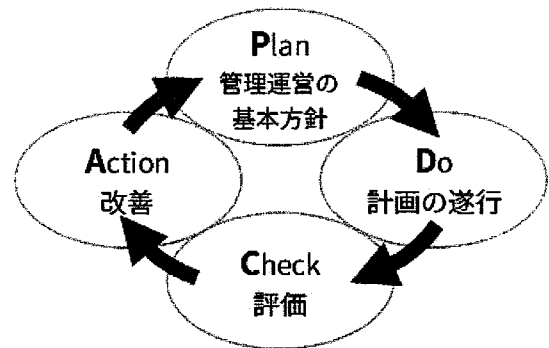 Plan
管理運営の
基本方針
Do
計画の遂行
Check
評価
Action
改善